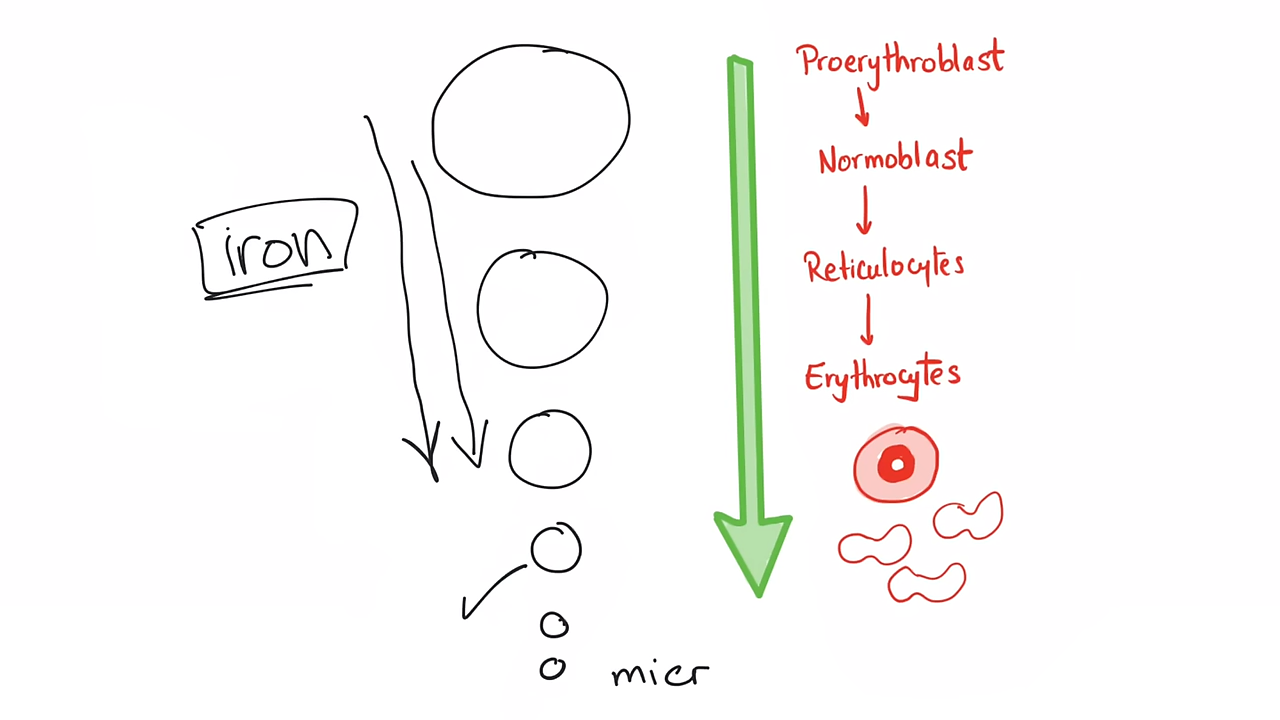 iron
Proerythroblast
Normoblast
Reticulocytes
Erythrocytes
micr